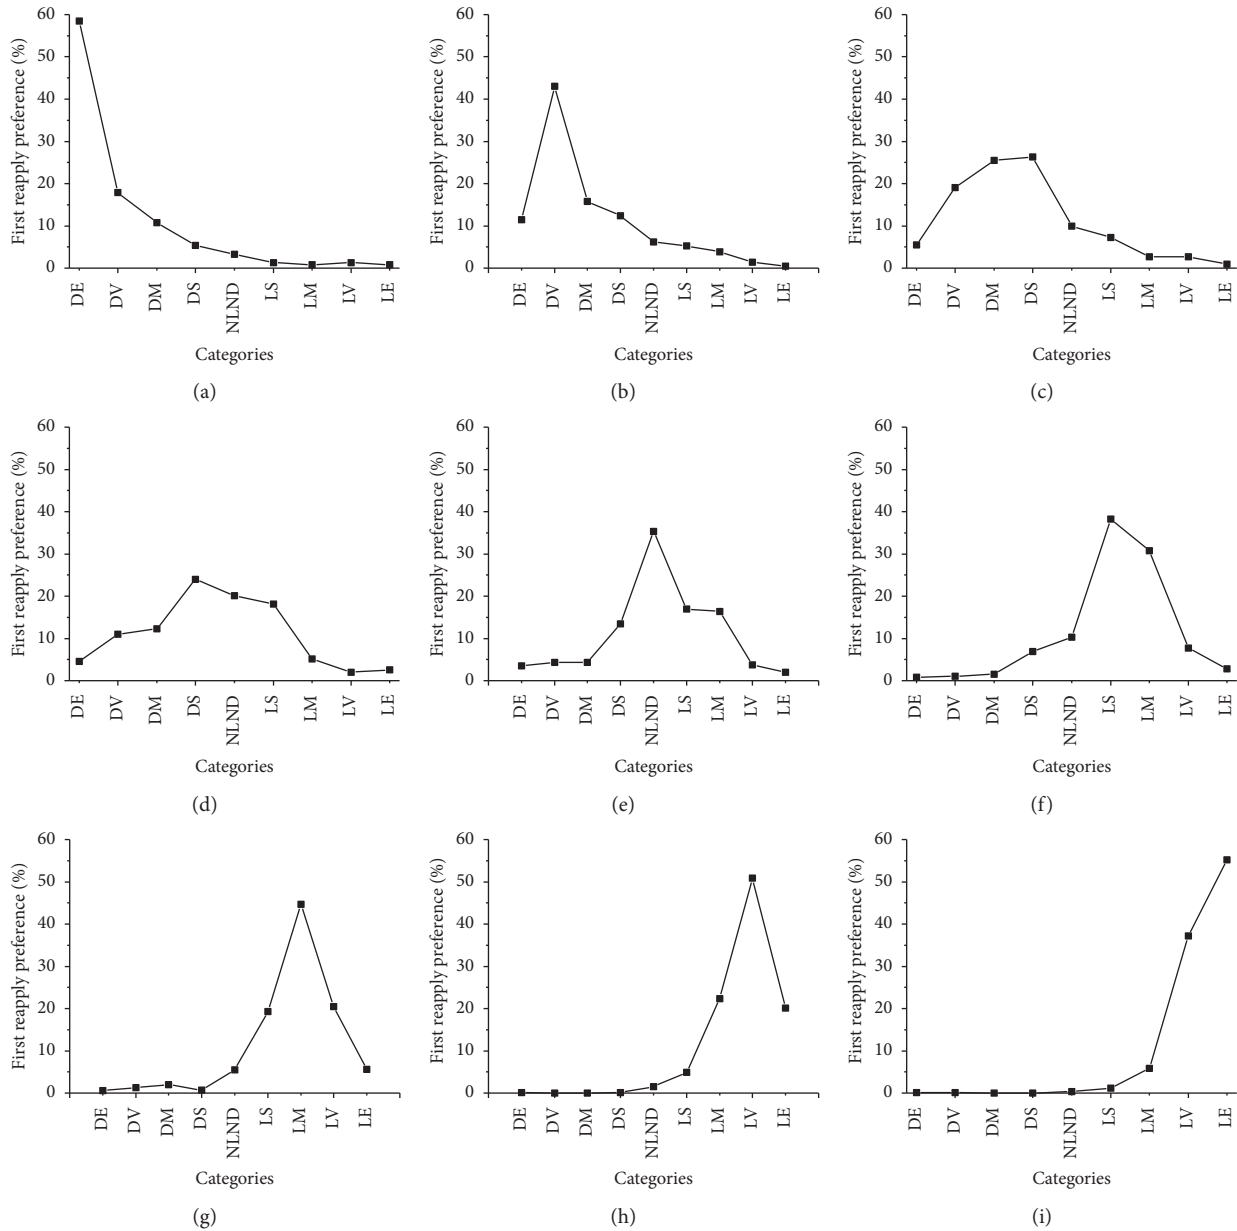 60
50
40
30
20
10
0
First reapply preference (%)
DE
DV
DM
DS
NLND
LS
LM
LV
LE
Categories
(a)
60
50
40
30
20
10
0
First reapply preference (%)
DE
DV
DM
DS
NLND
LS
LM
LV
LE
Categories
(b)
60
50
40
30
20
10
0
First reapply preference (%)
DE
DV
DM
DS
NLND
LS
LM
LV
LE
Categories
(c)
60
50
40
30
20
10
0
First reapply preference (%)
DE
DV
DM
DS
NLND
LS
LM
LV
LE
Categories
(d)
60
50
40
30
20
10
0
First reapply preference (%)
DE
DV
DM
DS
NLND
LS
LM
LV
LE
Categories
(e)
60
50
40
30
20
10
0
First reapply preference (%)
DE
DV
DM
DS
NLND
LS
LM
LV
LE
Categories
(f)
60
50
40
30
20
10
0
First reapply preference (%)
DE
DV
DM
DS
NLND
LS
LM
LV
LE
Categories
(g)
60
50
40
30
20
10
0
First reapply preference (%)
DE
DV
DM
DS
NLND
LS
LM
LV
LE
Categories
(h)
60
50
40
30
20
10
0
First reapply preference (%)
DE
DV
DM
DS
NLND
LS
LM
LV
LE
Categories
(i)